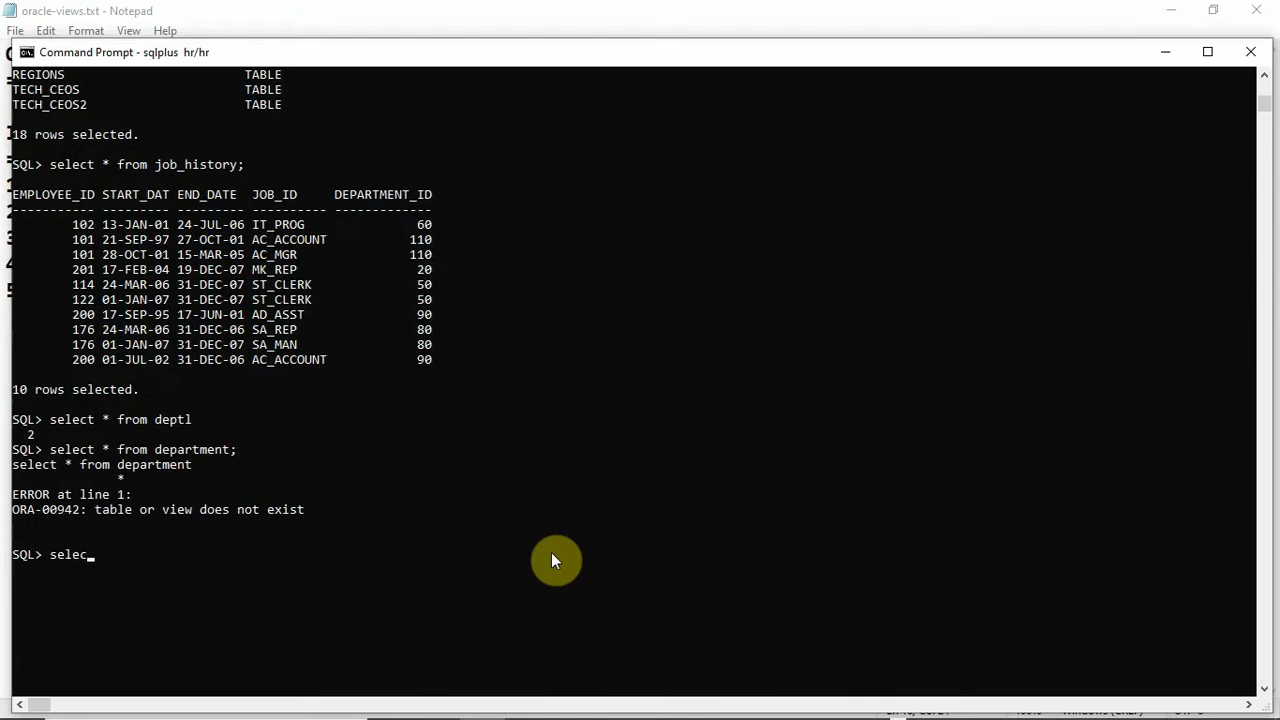 oracle-views.txt - Notepad
File Edit Format View Help
Command Prompt - sqlplus hr/hr
REGIONS TABLE
TECH_CEOS TABLE
TECH_CEOS2 TABLE
18 rows selected.
SQL> select * from job_history;
EMPLOYEE_ID START_DAT END_DATE JOB_ID DEPARTMENT_ID
----------- --------- --------- ---------- -------------
102 13-JAN-01 24-JUL-06 IT_PROG 60
101 21-SEP-97 27-OCT-01 AC_ACCOUNT 110
101 28-OCT-01 15-MAR-05 AC_MGR 110
201 17-FEB-04 19-DEC-07 MK_REP 20
114 24-MAR-06 31-DEC-07 ST_CLERK 50
122 01-JAN-07 31-DEC-07 ST_CLERK 50
200 17-SEP-95 17-JUN-01 AD_ASST 90
176 24-MAR-06 31-DEC-06 SA_REP 80
176 01-JAN-07 31-DEC-07 SA_MAN 80
200 01-JUL-02 31-DEC-06 AC_ACCOUNT 90
10 rows selected.
SQL> select * from deptl
2
SQL> select * from department;
select * from department
*
ERROR at line 1:
ORA-00942: table or view does not exist
SQL> selec_